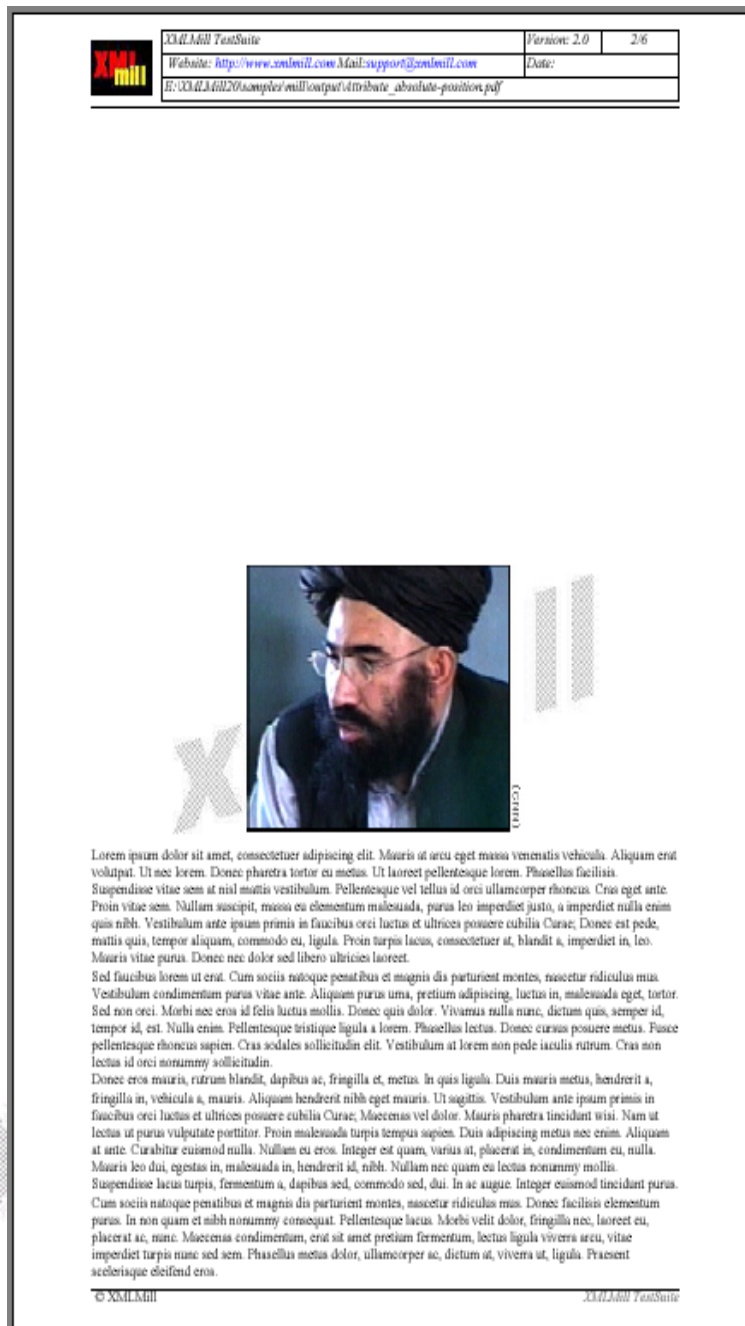 XMLMill TestSuite Version: 2.0 2/6
XMl mill
Website: http://www.xmlmill.com Mail:support@xmlmill.com Date:
E:\XMLMill20\samples\mill\output\Attribute_absolute-position.pdf
x ll
(CNN)
Lorem ipsum dolor sit amet, consectetuer adipiscing elit. Mauris at arcu eget massa venenatis vehicula. Aliquam erat
volutpat. Ut nec lorem. Donec pharetra tortor eu metus. Ut laoreet pellentesque lorem. Phasellus facilisis.
Suspendisse vitae sem at nisl mattis vestibulum. Pellentesque vel tellus id orci ullamcorper rhoncus. Cras eget ante.
Proin vitae sem. Nullam suscipit, massa eu elementum malesuada, purus leo imperdiet justo, a imperdiet nulla enim
quis nibh. Vestibulum ante ipsum primis in faucibus orci luctus et ultrices posuere cubilia Curae; Donec est pede,
mattis quis, tempor aliquam, commodo eu, ligula. Proin turpis lacus, consectetuer at, blandit a, imperdiet in, leo.
Mauris vitae purus. Donec nec dolor sed libero ultricies laoreet.
Sed faucibus lorem ut erat. Cum sociis natoque penatibus et magnis dis parturient montes, nascetur ridiculus mus.
Vestibulum condimentum purus vitae ante. Aliquam purus urna, pretium adipiscing, luctus in, malesuada eget, tortor.
Sed non orci. Morbi nec eros id felis luctus mollis. Donec quis dolor. Vivamus nulla nunc, dictum quis, semper id,
tempor id, est. Nulla enim. Pellentesque tristique ligula a lorem. Phasellus lectus. Donec cursus posuere metus. Fusce
pellentesque rhoncus sapien. Cras sodales sollicitudin elit. Vestibulum at lorem non pede iaculis rutrum. Cras non
lectus id orci nonummy sollicitudin.
Donec eros mauris, rutrum blandit, dapibus ac, fringilla et, metus. In quis ligula. Duis mauris metus, hendrerit a,
fringilla in, vehicula a, mauris. Aliquam hendrerit nibh eget mauris. Ut sagittis. Vestibulum ante ipsum primis in
faucibus orci luctus et ultrices posuere cubilia Curae; Maecenas vel dolor. Mauris pharetra tincidunt wisi. Nam ut
lectus ut purus vulputate porttitor. Proin malesuada turpis tempus sapien. Duis adipiscing metus nec enim. Aliquam
at ante. Curabitur euismod nulla. Nullam eu eros. Integer est quam, varius at, placerat in, condimentum eu, nulla.
Mauris leo dui, egestas in, malesuada in, hendrerit id, nibh. Nullam nec quam eu lectus nonummy mollis.
Suspendisse lacus turpis, fermentum a, dapibus sed, commodo sed, dui. In ac augue. Integer euismod tincidunt purus.
Cum sociis natoque penatibus et magnis dis parturient montes, nascetur ridiculus mus. Donec facilisis elementum
purus. In non quam et nibh nonummy consequat. Pellentesque lacus. Morbi velit dolor, fringilla nec, laoreet eu,
placerat ac, nunc. Maecenas condimentum, erat sit amet pretium fermentum, lectus ligula viverra arcu, vitae
imperdiet turpis nunc sed sem. Phasellus metus dolor, ullamcorper ac, dictum at, viverra ut, ligula. Praesent
scelerisque eleifend eros.
© XMLMill XMLMill TestSuite